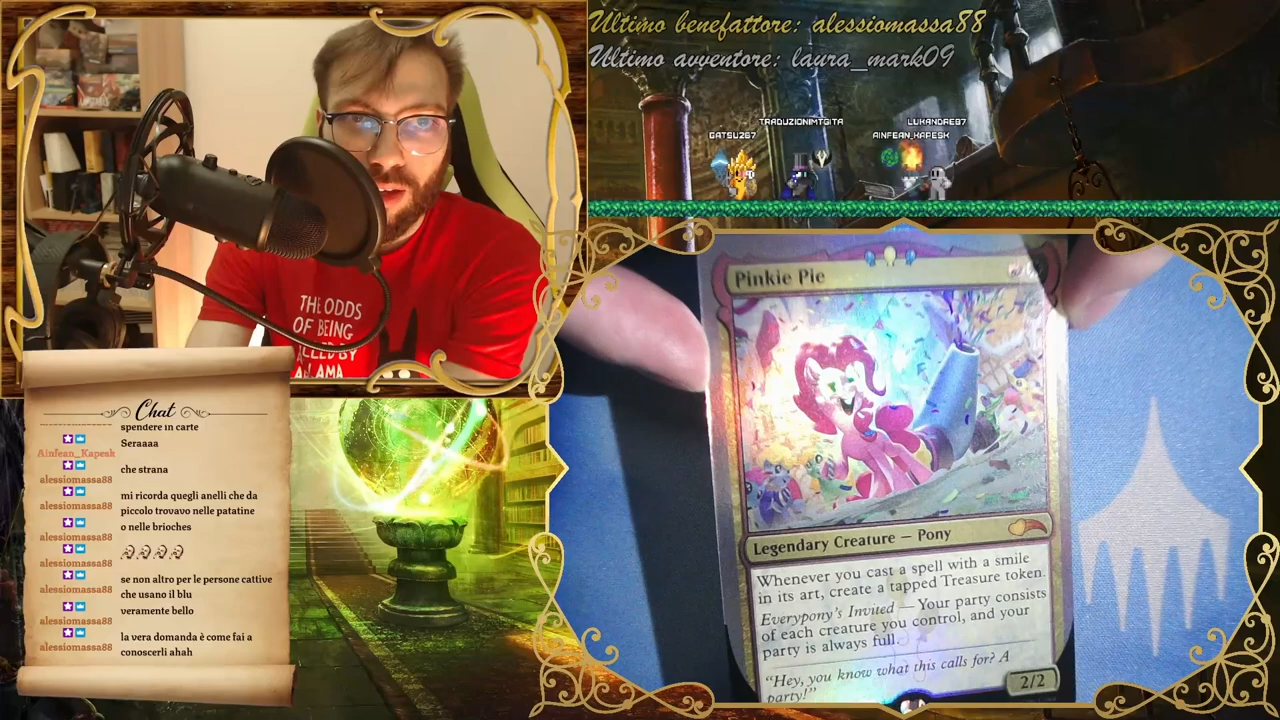 Ultimo benefattore: alessiomassa88
Ultimo avventore: laura_mark09
GATSU267
TRADUZIONIMTGITA
LUKANDRE97
AINFEAN_KAPESK
THE ODDS
OF BEING
KILLED BY
A LAMA
Chat
spendere in carte
Seraaaa
Ainfean_Kapesk
che strana
alessiomassa88
mi ricorda quegli anelli che da
piccolo trovavo nelle patatine
alessiomassa88
o nelle brioches
alessiomassa88
alessiomassa88
se non altro per le persone cattive
che usano il blu
alessiomassa88
veramente bello
alessiomassa88
la vera domanda è come fai a
conoscerli ahah
alessiomassa88
Pinkie Pie
Legendary Creature — Pony
Whenever you cast a spell with a smile
in its art, create a tapped Treasure token.
Everypony's Invited — Your party consists
of each creature you control, and your
party is always full.
"Hey, you know what this calls for? A
party!"
2/2